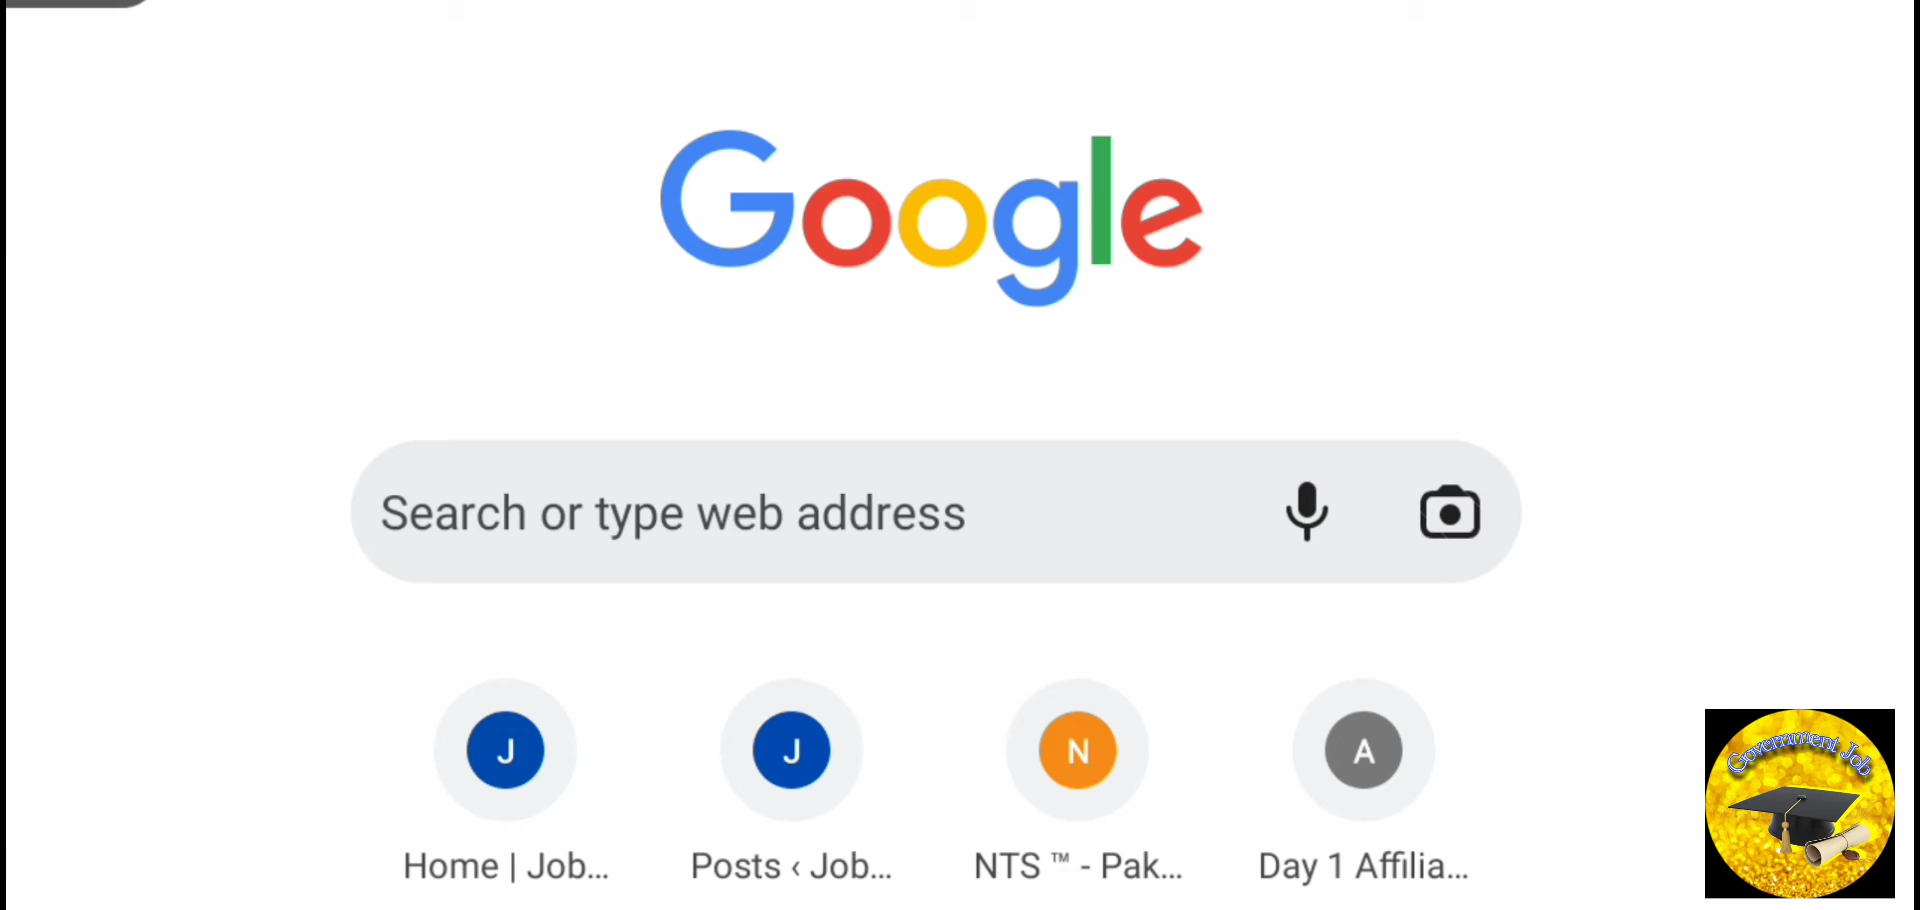 Google
Search or type web address
J
J
N
A
Home | Job...
Posts ‹ Job...
NTS ™ - Pak...
Day 1 Affilia...
Government Job